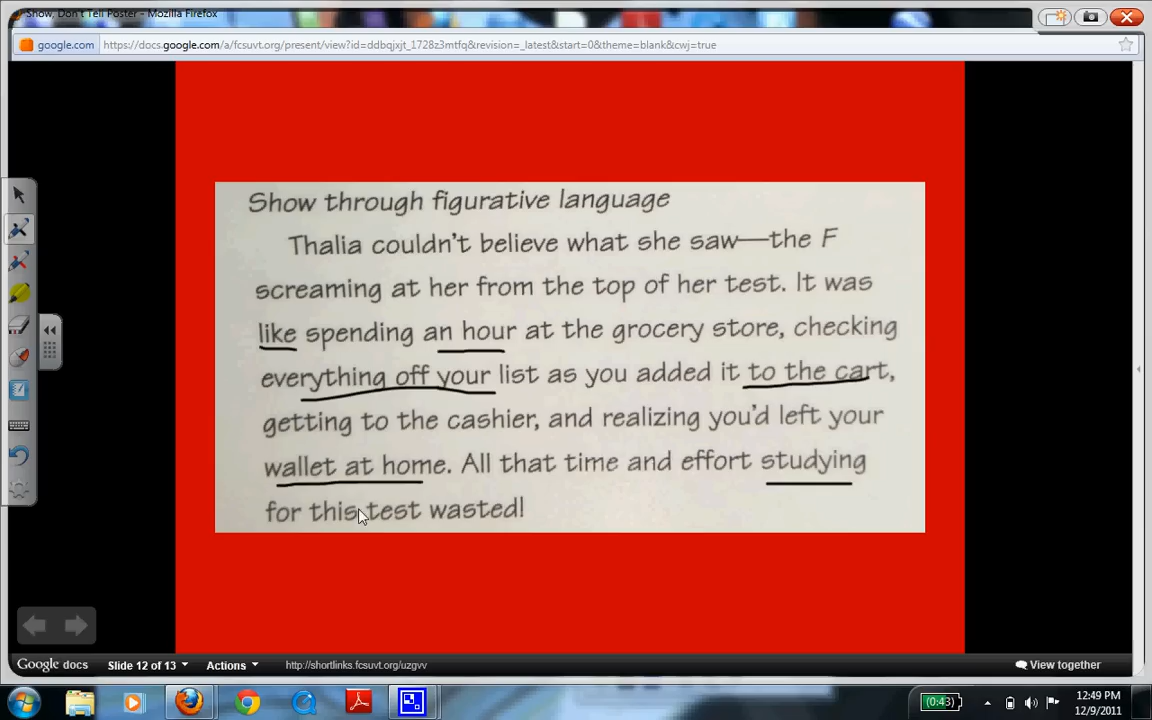 Show, Don't Tell Poster - Mozilla Firefox
google.com https://docs.google.com/a/fcsuvt.org/present/view?id=ddbqjxjt_1728z3mtfq&revision=_latest&start=0&theme=blank&cwj=true
Show through figurative language
Thalia couldn't believe what she saw—the F
screaming at her from the top of her test. It was
like spending an hour at the grocery store, checking
everything off your list as you added it to the cart,
getting to the cashier, and realizing you'd left your
wallet at home. All that time and effort studying
for this test wasted!
Google docs Slide 12 of 13 Actions http://shortlinks.fcsuvt.org/uzgvv View together
(0:43) 12:49 PM
12/9/2011